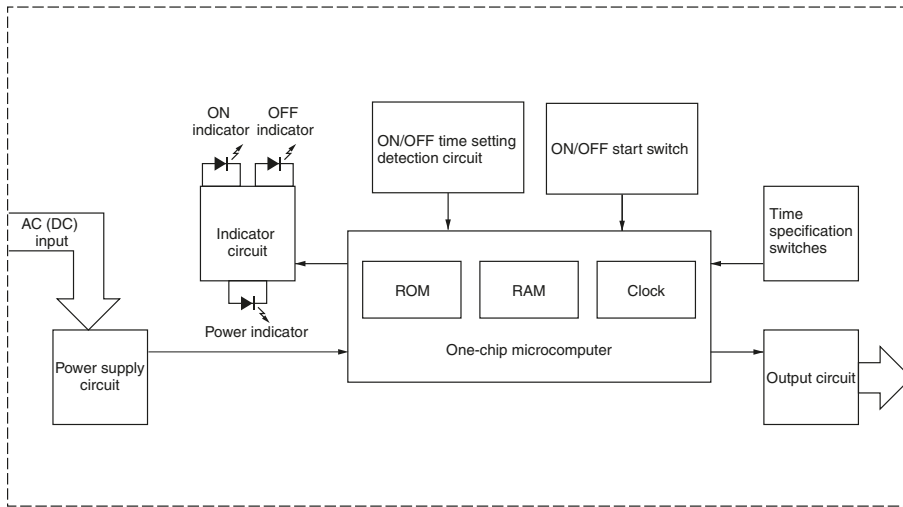 ON
indicator
OFF
indicator
ON/OFF time setting
detection circuit
ON/OFF start switch
AC (DC)
input
Indicator
circuit
Time
specification
switches
ROM
RAM
Clock
Power indicator
One-chip microcomputer
Power supply
circuit
Output circuit